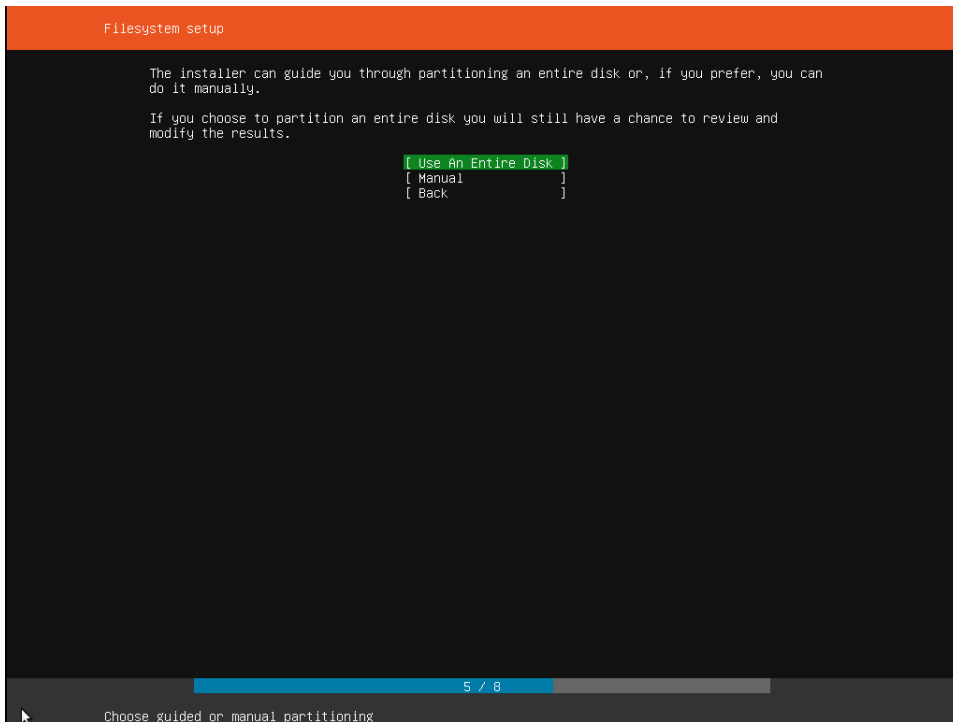 Filesystem setup
The installer can guide you through partitioning an entire disk or, if you prefer, you can
do it manually.
If you choose to partition an entire disk you will still have a chance to review and
modify the results.
[ Use An Entire Disk ]
[ Manual ]
[ Back ]
5 / 8
Choose guided or manual partitioning